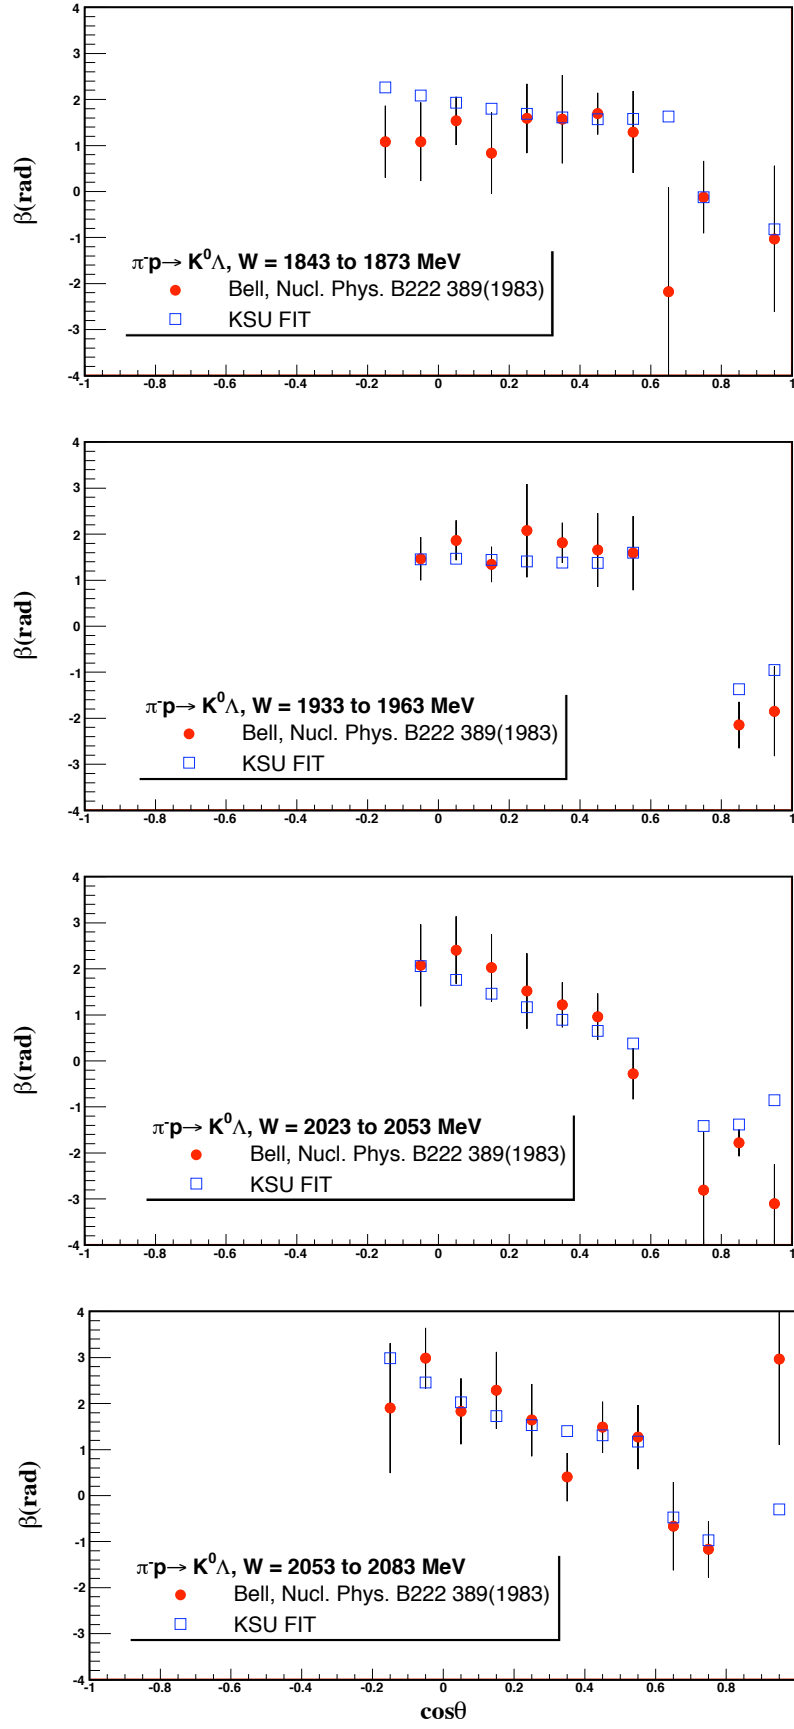 4
3
2
1
0
-1
-2
-3
-4
β(rad)
π⁻p→ K⁰Λ, W = 1843 to 1873 MeV
Bell, Nucl. Phys. B222 389(1983)
KSU FIT
-1 -0.8 -0.6 -0.4 -0.2 0 0.2 0.4 0.6 0.8 1
4
3
2
1
0
-1
-2
-3
-4
β(rad)
π⁻p→ K⁰Λ, W = 1933 to 1963 MeV
Bell, Nucl. Phys. B222 389(1983)
KSU FIT
-1 -0.8 -0.6 -0.4 -0.2 0 0.2 0.4 0.6 0.8 1
4
3
2
1
0
-1
-2
-3
-4
β(rad)
π⁻p→ K⁰Λ, W = 2023 to 2053 MeV
Bell, Nucl. Phys. B222 389(1983)
KSU FIT
-1 -0.8 -0.6 -0.4 -0.2 0 0.2 0.4 0.6 0.8 1
4
3
2
1
0
-1
-2
-3
-4
β(rad)
π⁻p→ K⁰Λ, W = 2053 to 2083 MeV
Bell, Nucl. Phys. B222 389(1983)
KSU FIT
-1 -0.8 -0.6 -0.4 -0.2 0 0.2 0.4 0.6 0.8 1
cosθ